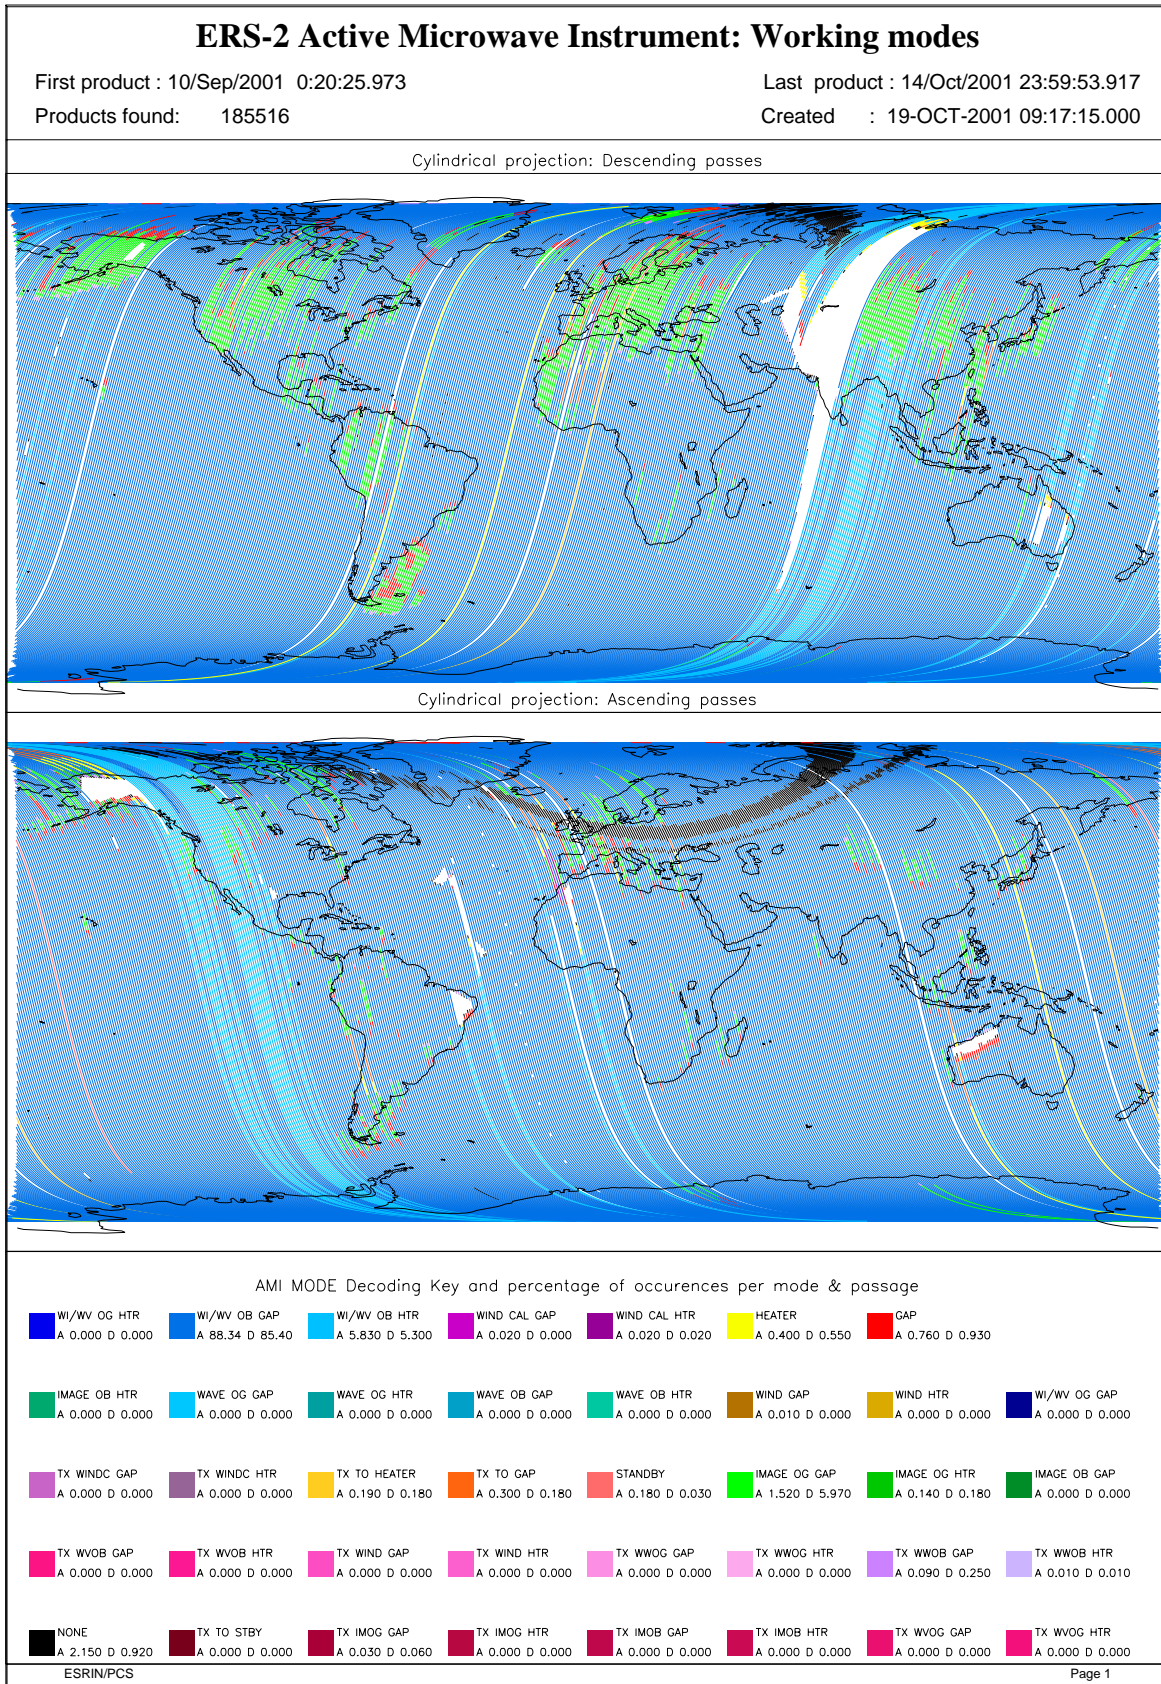 ERS-2 Active Microwave Instrument: Working modes
First product : 10/Sep/2001 0:20:25.973
Last product : 14/Oct/2001 23:59:53.917
Products found: 185516
Created : 19-OCT-2001 09:17:15.000
Cylindrical projection: Descending passes
Cylindrical projection: Ascending passes
AMI MODE Decoding Key and percentage of occurences per mode & passage
WI/WV OG HTR
A 0.000 D 0.000
WI/WV OB GAP
A 88.34 D 85.40
WI/WV OB HTR
A 5.830 D 5.300
WIND CAL GAP
A 0.020 D 0.000
WIND CAL HTR
A 0.020 D 0.020
HEATER
A 0.400 D 0.550
GAP
A 0.760 D 0.930
IMAGE OB HTR
A 0.000 D 0.000
WAVE OG GAP
A 0.000 D 0.000
WAVE OG HTR
A 0.000 D 0.000
WAVE OB GAP
A 0.000 D 0.000
WAVE OB HTR
A 0.000 D 0.000
WIND GAP
A 0.010 D 0.000
WIND HTR
A 0.000 D 0.000
WI/WV OG GAP
A 0.000 D 0.000
TX WINDC GAP
A 0.000 D 0.000
TX WINDC HTR
A 0.000 D 0.000
TX TO HEATER
A 0.190 D 0.180
TX TO GAP
A 0.300 D 0.180
STANDBY
A 0.180 D 0.030
IMAGE OG GAP
A 1.520 D 5.970
IMAGE OG HTR
A 0.140 D 0.180
IMAGE OB GAP
A 0.000 D 0.000
TX WVOB GAP
A 0.000 D 0.000
TX WVOB HTR
A 0.000 D 0.000
TX WIND GAP
A 0.000 D 0.000
TX WIND HTR
A 0.000 D 0.000
TX WWOG GAP
A 0.000 D 0.000
TX WWOG HTR
A 0.000 D 0.000
TX WWOB GAP
A 0.090 D 0.250
TX WWOB HTR
A 0.010 D 0.010
NONE
A 2.150 D 0.920
TX TO STBY
A 0.000 D 0.000
TX IMOG GAP
A 0.030 D 0.060
TX IMOG HTR
A 0.000 D 0.000
TX IMOB GAP
A 0.000 D 0.000
TX IMOB HTR
A 0.000 D 0.000
TX WVOG GAP
A 0.000 D 0.000
TX WVOG HTR
A 0.000 D 0.000
ESRIN/PCS
Page 1